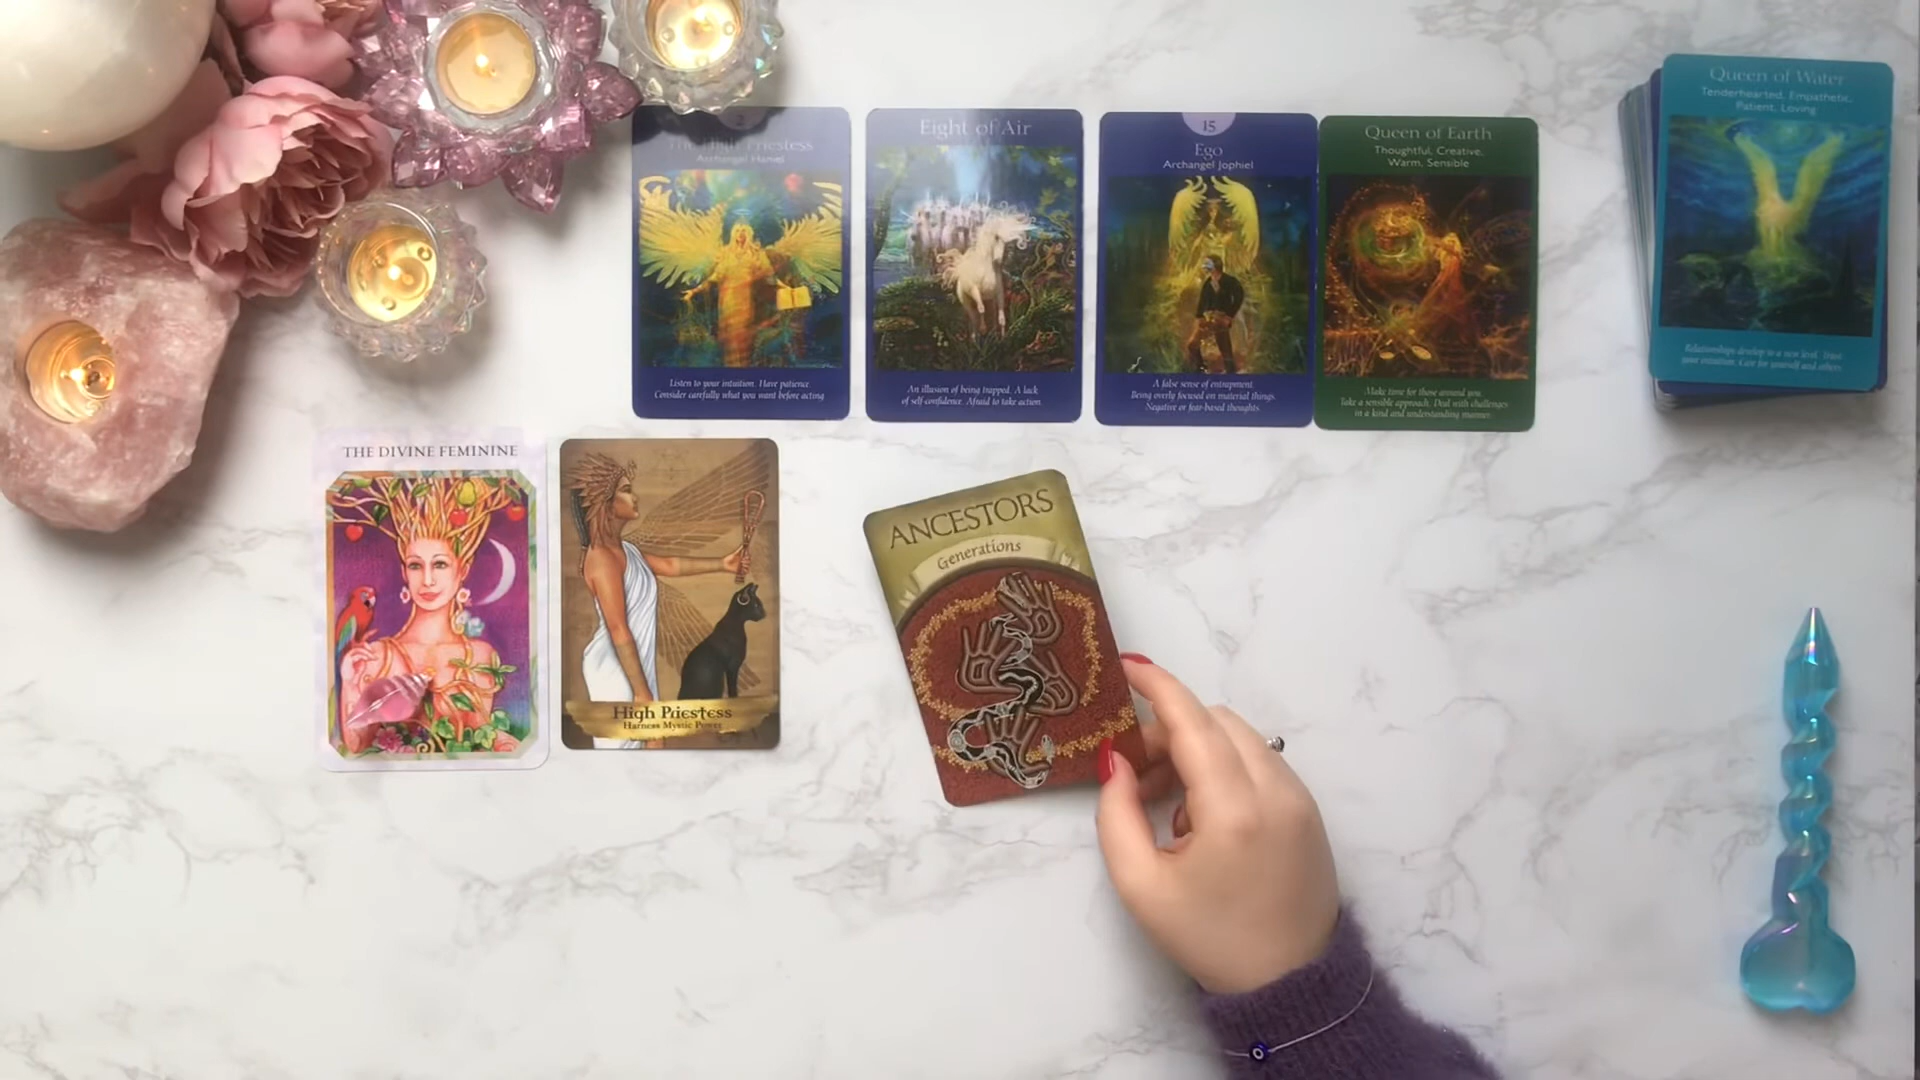 2
The High Priestess
Archangel Haniel
Listen to your intuition. Have patience
Consider carefully what you want before acting
Eight of Air
An illusion of being trapped. A lack
of self-confidence. Afraid to take action.
15
Ego
Archangel Jophiel
A false sense of entrapment.
Being overly focused on material things.
Negative or fear-based thoughts.
Queen of Earth
Thoughtful, Creative,
Warm, Sensible
Make time for those around you.
Take a sensible approach. Deal with challenges
in a kind and understanding manner.
Queen of Water
Tenderhearted, Empathetic,
Patient, Loving
Relationships develop to a new level. Trust
your intuition. Care for yourself and others
THE DIVINE FEMININE
High Priestess
Harness Mystic Power
ANCESTORS
Generations